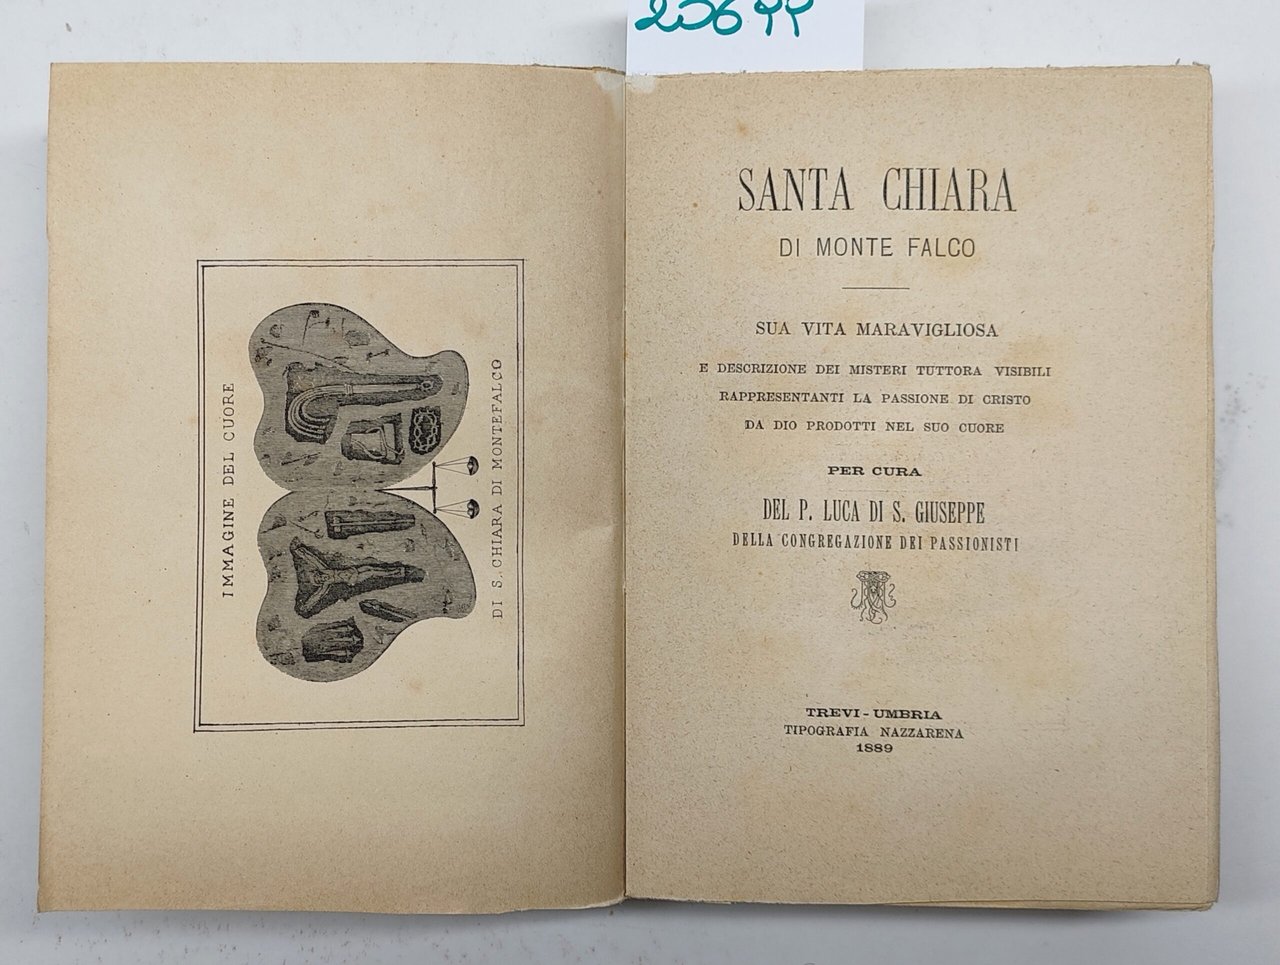 IMMAGINE DEL CUORE
DI S. CHIARA DI MONTEFALCO
SANTA CHIARA
DI MONTE FALCO
SUA VITA MARAVIGLIOSA
E DESCRIZIONE DEI MISTERI TUTTORA VISIBILI
RAPPRESENTANTI LA PASSIONE DI CRISTO
DA DIO PRODOTTI NEL SUO CUORE
PER CURA
DEL P. LUCA DI S. GIUSEPPE
DELLA CONGREGAZIONE DEI PASSIONISTI
TREVI-UMBRIA
TIPOGRAFIA NAZZARENA
1889